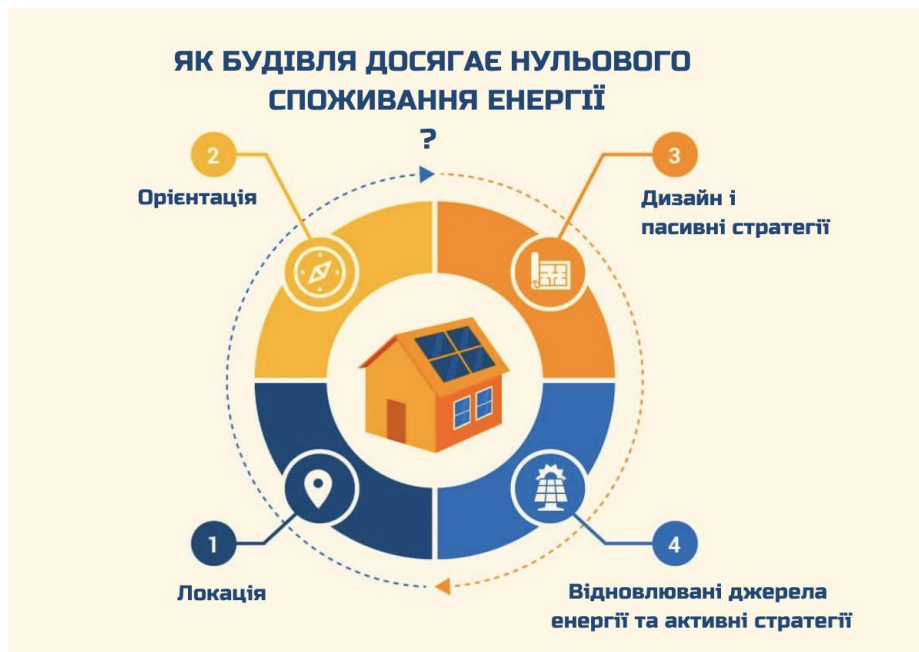 ЯК БУДІВЛЯ ДОСЯГАЄ НУЛЬОВОГО
СПОЖИВАННЯ ЕНЕРГІЇ
?
2
Орієнтація
3
Дизайн і
пасивні стратегії
1
Локація
4
Відновлювані джерела
енергії та активні стратегії